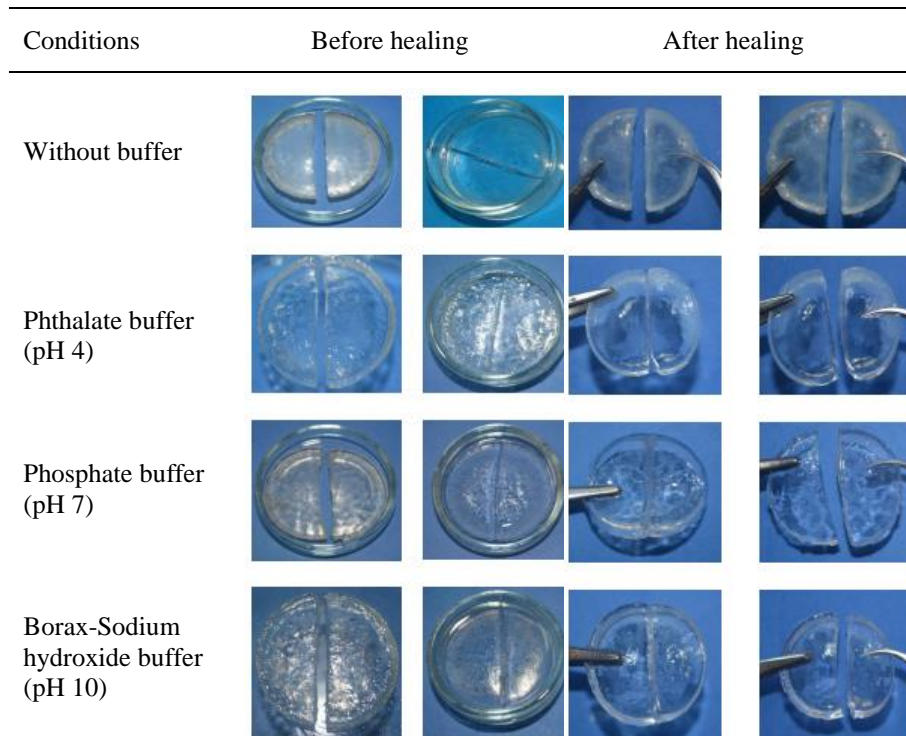 Conditions Before healing After healing
Without buffer
Phthalate buffer
(pH 4)
Phosphate buffer
(pH 7)
Borax-Sodium
hydroxide buffer
(pH 10)